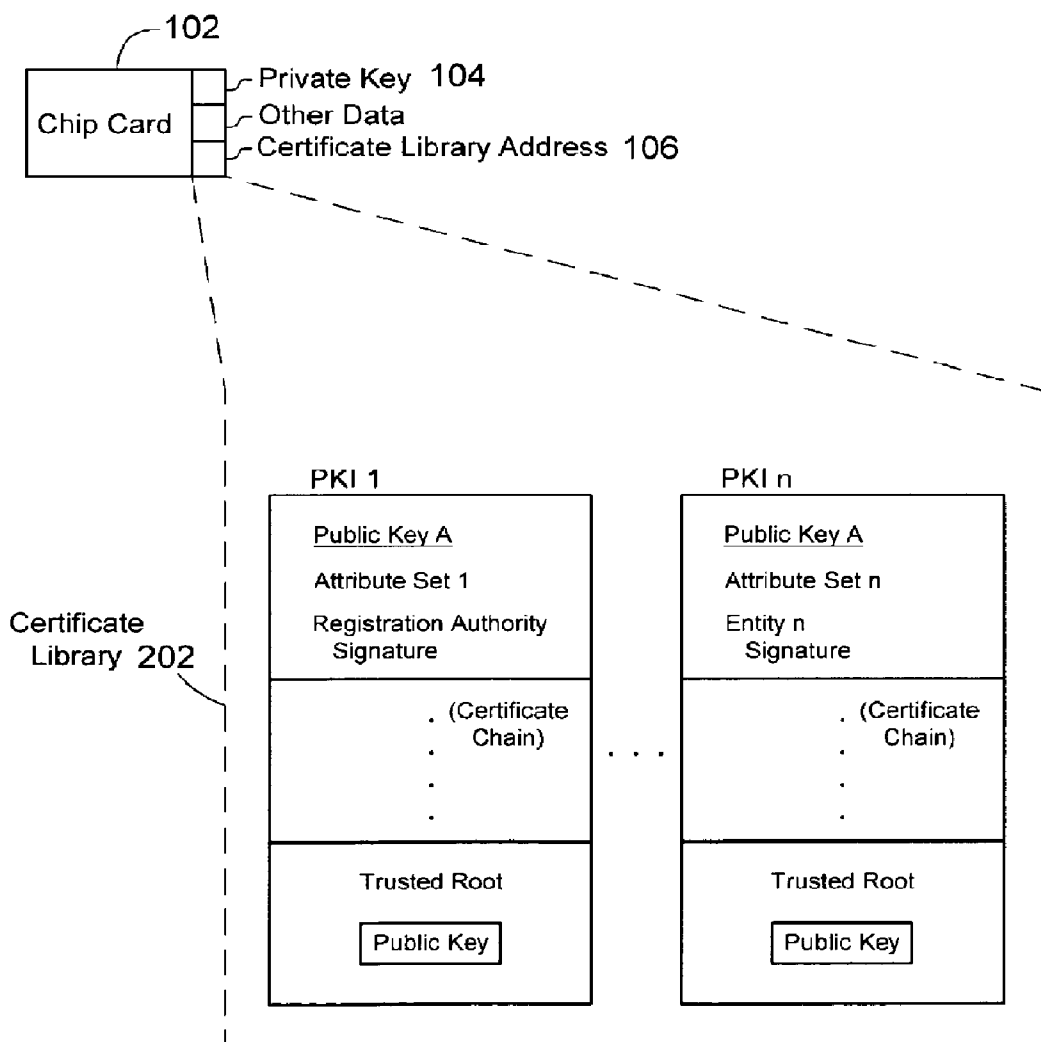 102
Chip Card
Private Key 104
Other Data
Certificate Library Address 106
PKI 1
Public Key A
Attribute Set 1
Registration Authority
Signature
(Certificate
Chain)
Trusted Root
Public Key
. . .
PKI n
Public Key A
Attribute Set n
Entity n
Signature
(Certificate
Chain)
Trusted Root
Public Key
Certificate
Library 202